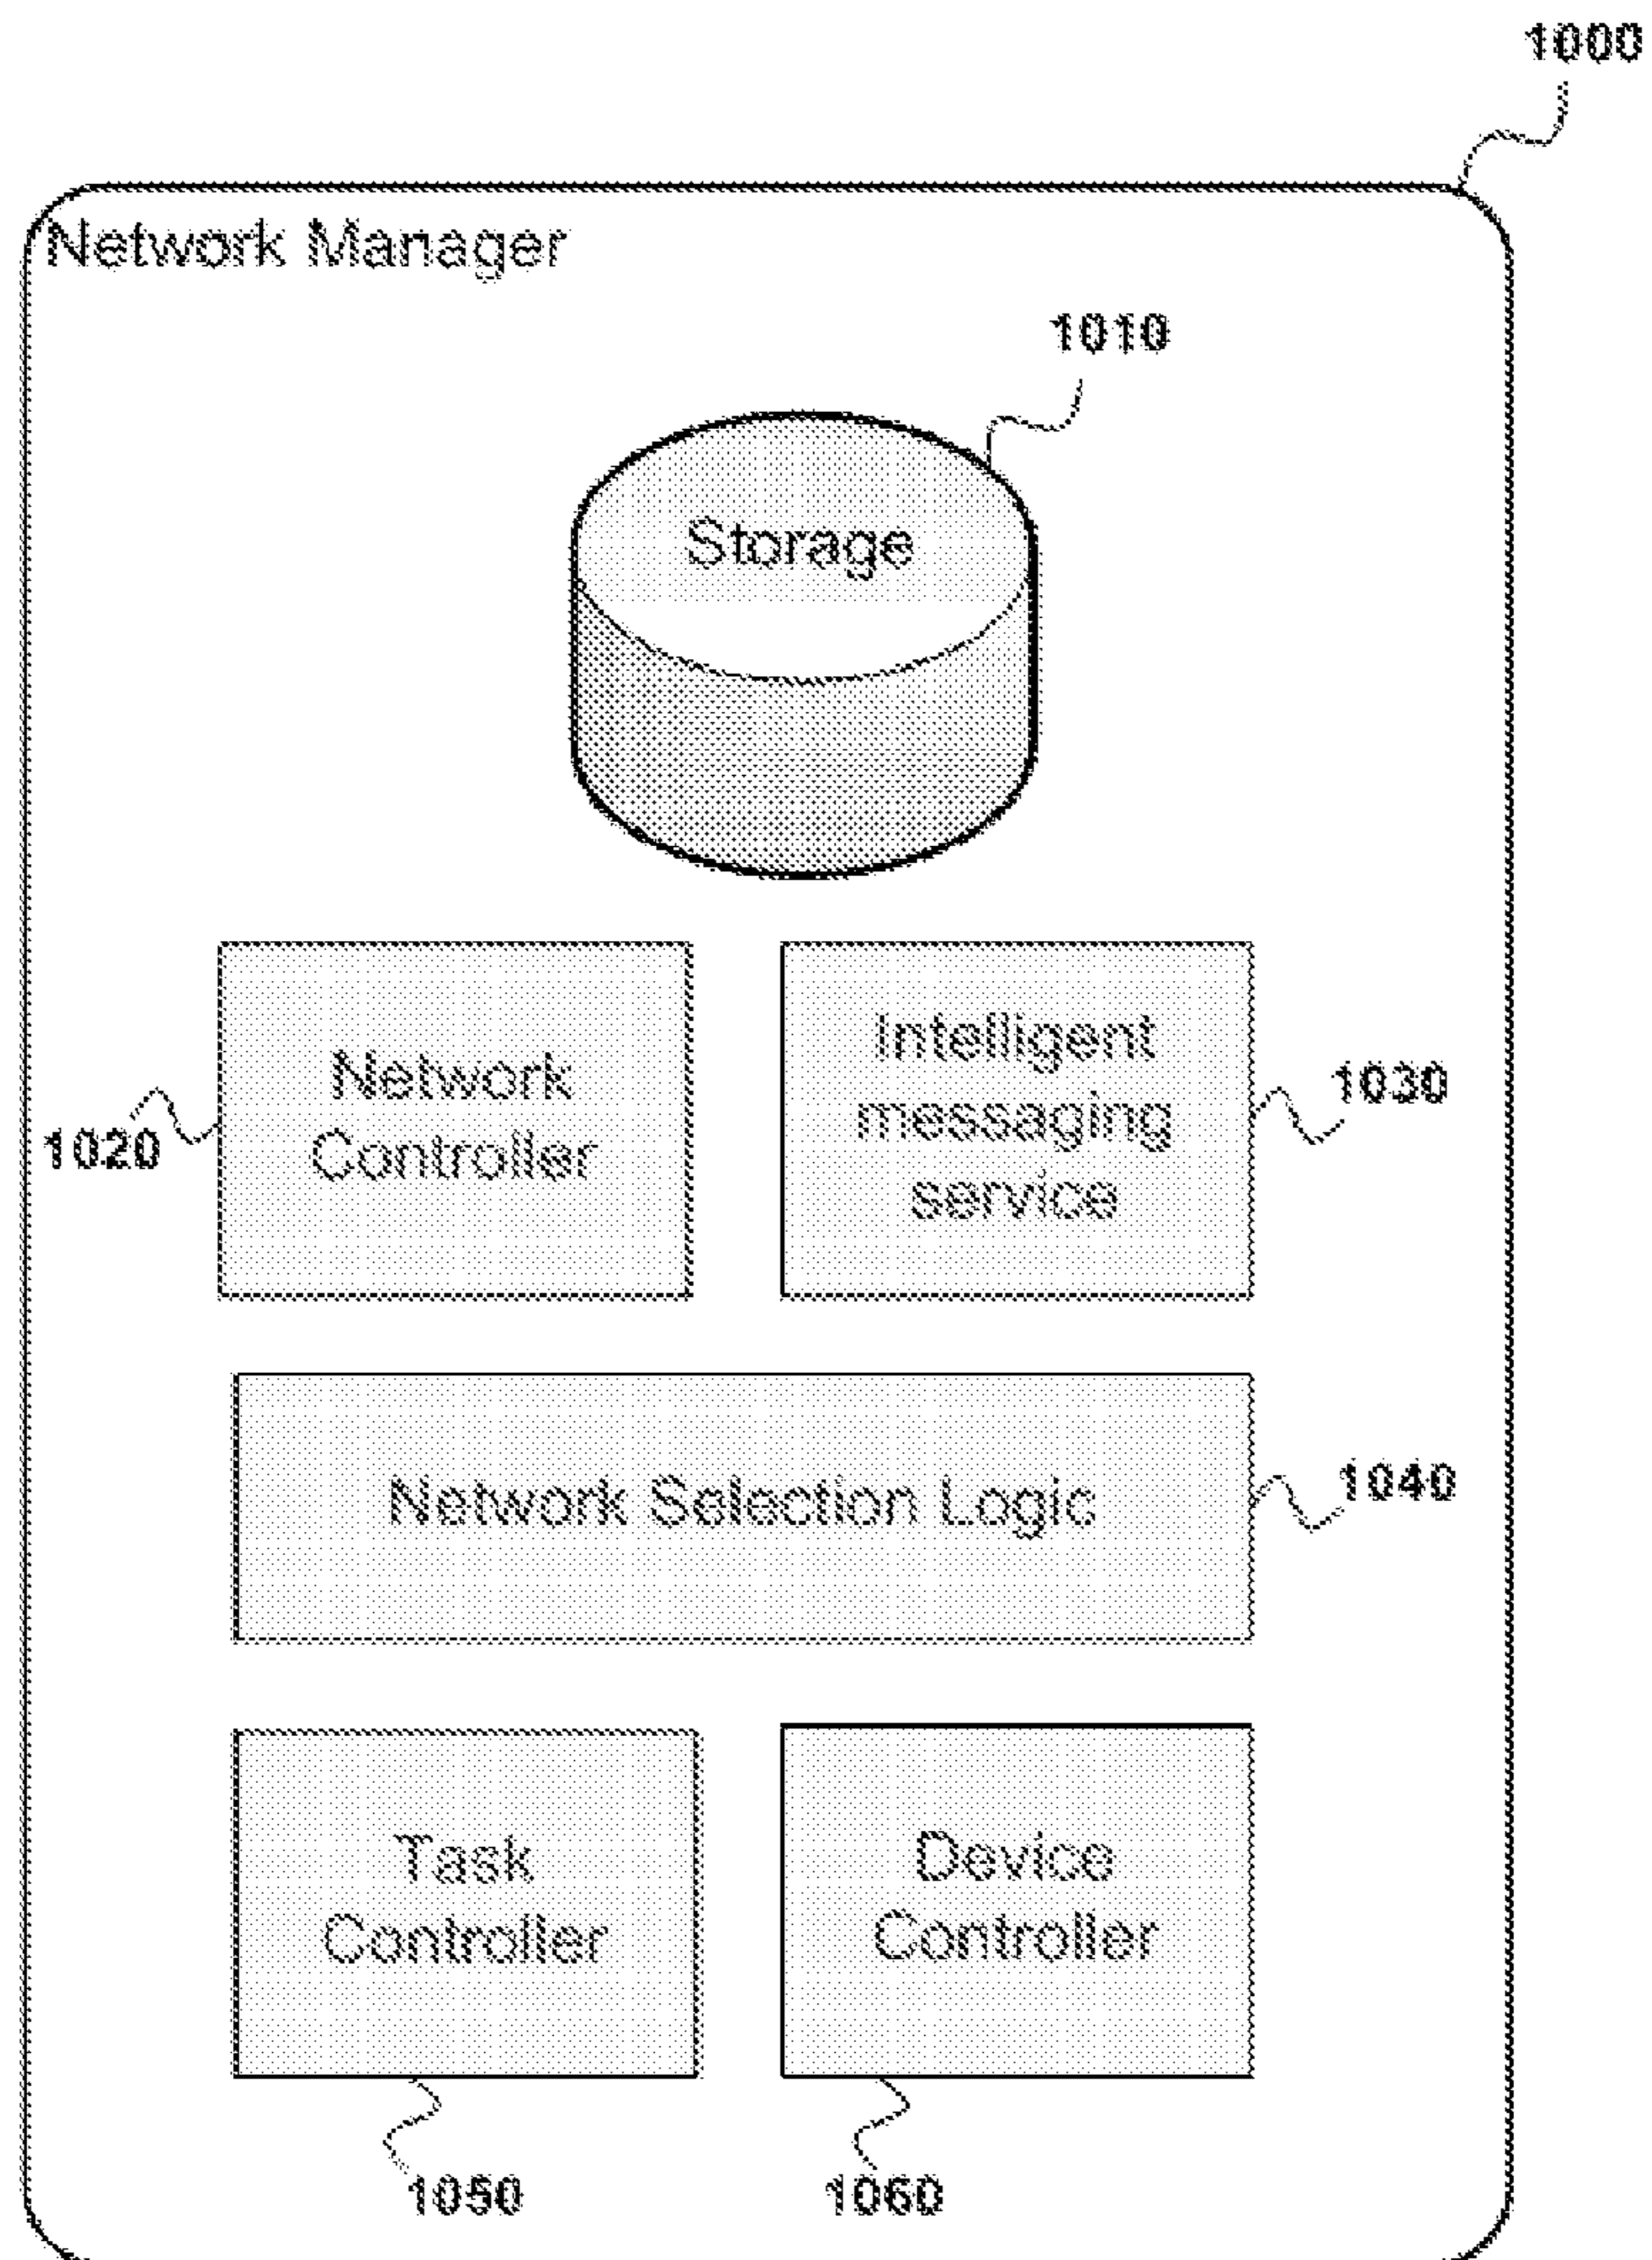 1000
Network Manager
1010
Storage
Network
Controller
1020
Intelligent
messaging
service
1030
Network Selection Logic
1040
Task
Controller
Device
Controller
1050
1060